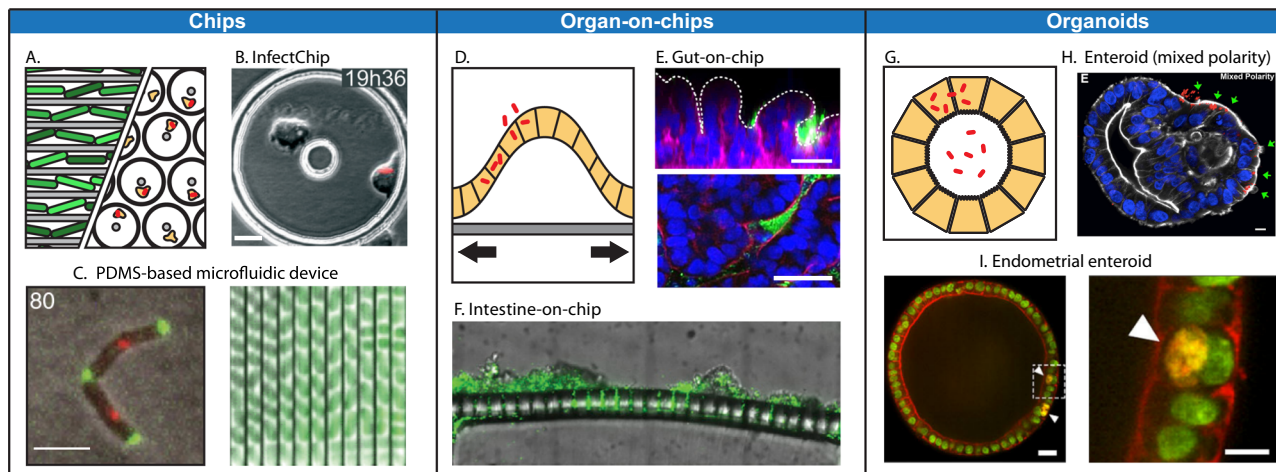 Chips
Organ-on-chips
Organoids
A.
B. InfectChip
19h36
C. PDMS-based microfluidic device
80
D.
E. Gut-on-chip
F. Intestine-on-chip
G.
H. Enteroid (mixed polarity)
E
Mixed Polarity
I. Endometrial enteroid